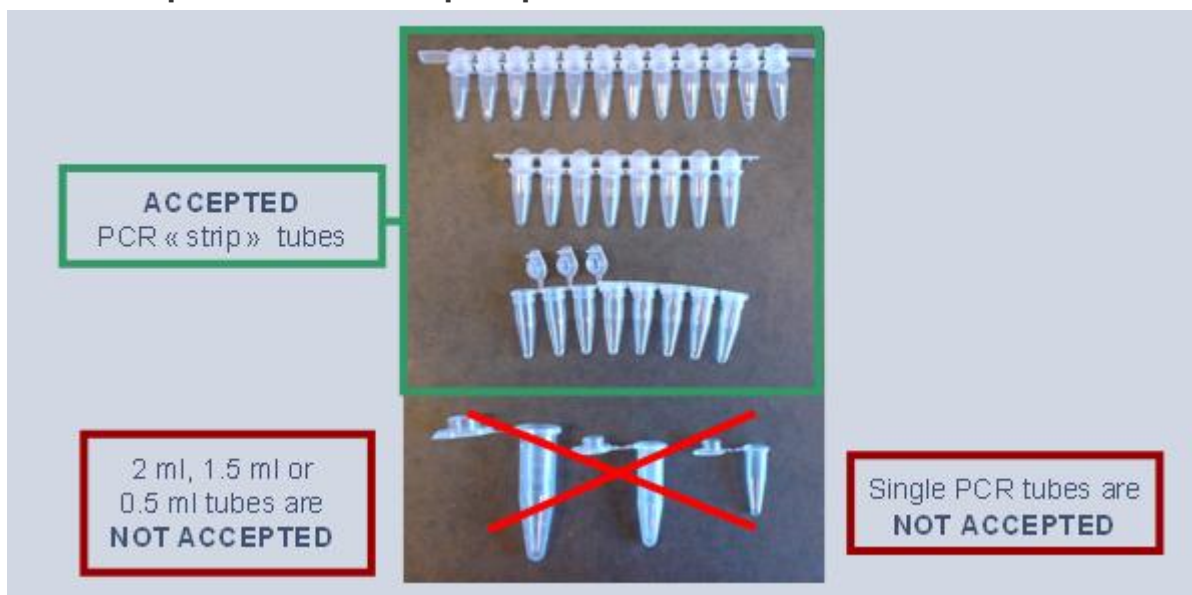 ACCEPTED
PCR « strip » tubes
2 ml, 1.5 ml or
0.5 ml tubes are
NOT ACCEPTED
Single PCR tubes are
NOT ACCEPTED